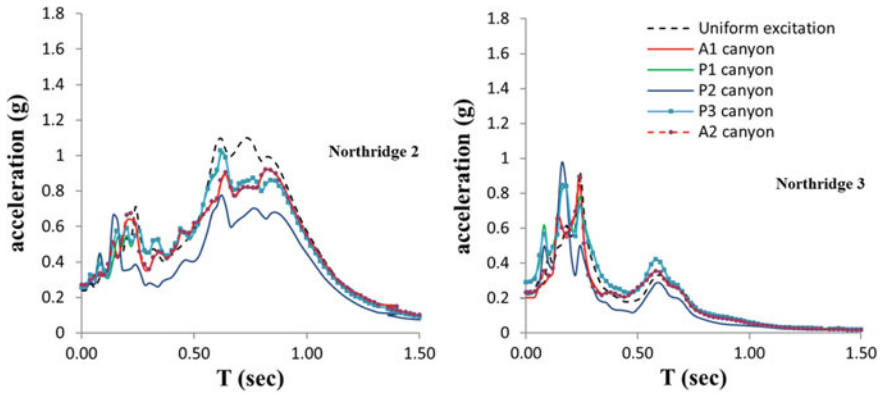 acceleration (g)
1.8
1.6
1.4
1.2
1
0.8
0.6
0.4
0.2
0
0.00
0.50
1.00
1.50
T (sec)
Northridge 2
acceleration (g)
1.8
1.6
1.4
1.2
1
0.8
0.6
0.4
0.2
0
0.00
0.50
1.00
1.50
T (sec)
Uniform excitation
A1 canyon
P1 canyon
P2 canyon
P3 canyon
A2 canyon
Northridge 3